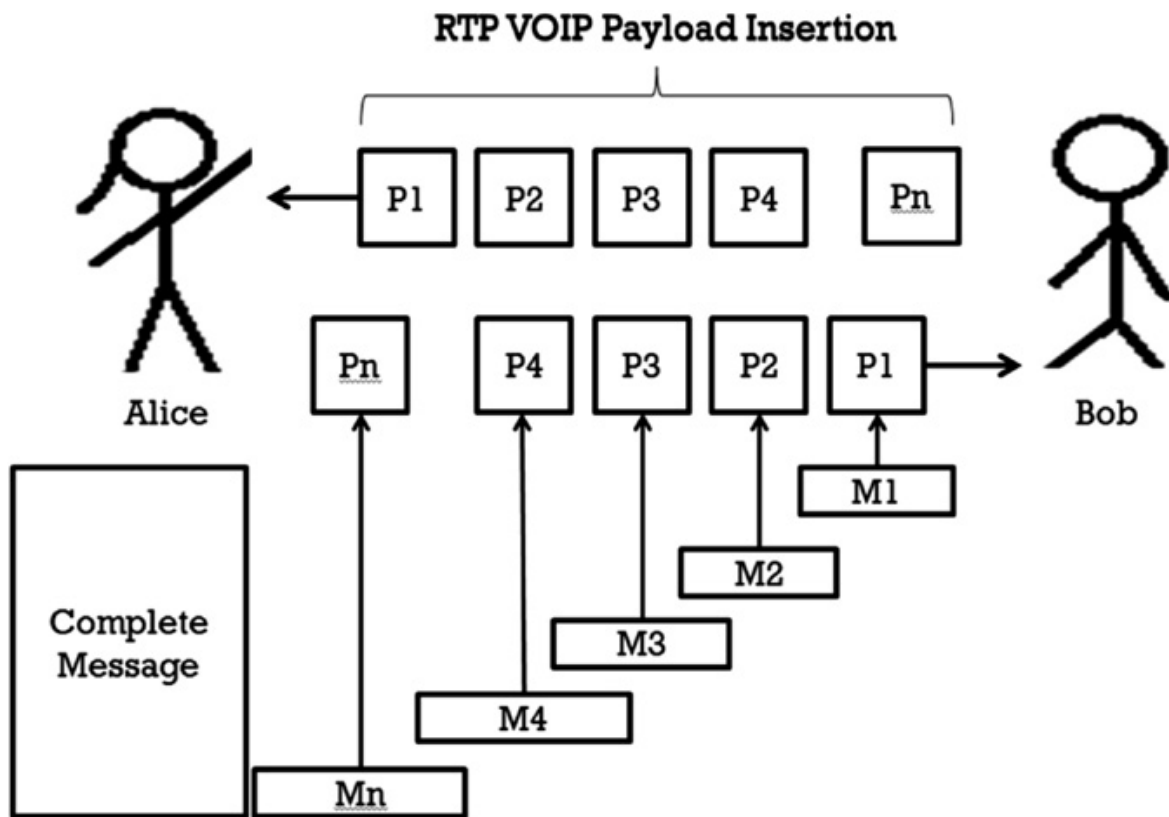 RTP VOIP Payload Insertion
P1 P2 P3 P4 Pn
Pn P4 P3 P2 P1
Alice Bob
M1
M2
Complete
Message
M3
M4
Mn